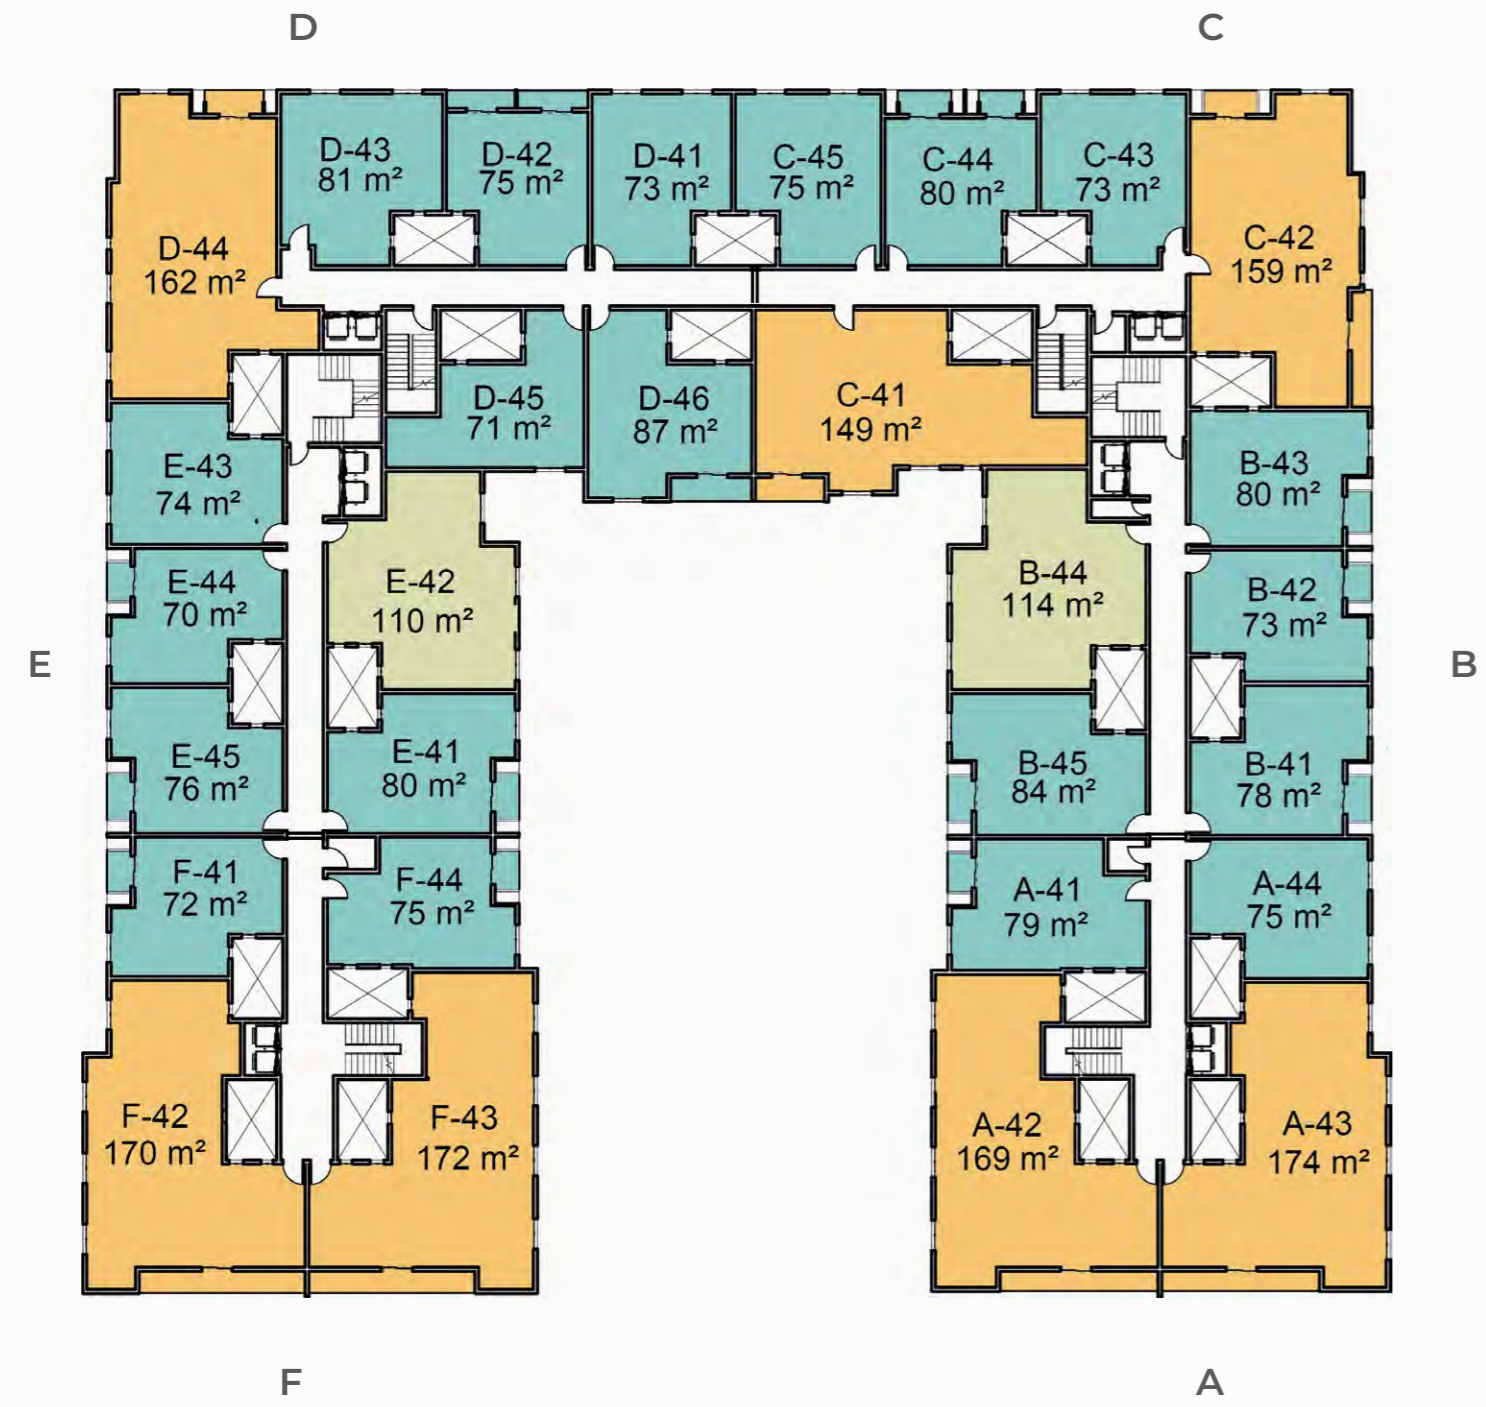 D
C
D-43
81 m²
D-42
75 m²
D-41
73 m²
C-45
75 m²
C-44
80 m²
C-43
73 m²
D-44
162 m²
C-42
159 m²
D-45
71 m²
D-46
87 m²
C-41
149 m²
E-43
74 m²
B-43
80 m²
E-44
70 m²
E-42
110 m²
B-44
114 m²
B-42
73 m²
E
B
E-45
76 m²
E-41
80 m²
B-45
84 m²
B-41
78 m²
F-41
72 m²
F-44
75 m²
A-41
79 m²
A-44
75 m²
F-42
170 m²
F-43
172 m²
A-42
169 m²
A-43
174 m²
F
A